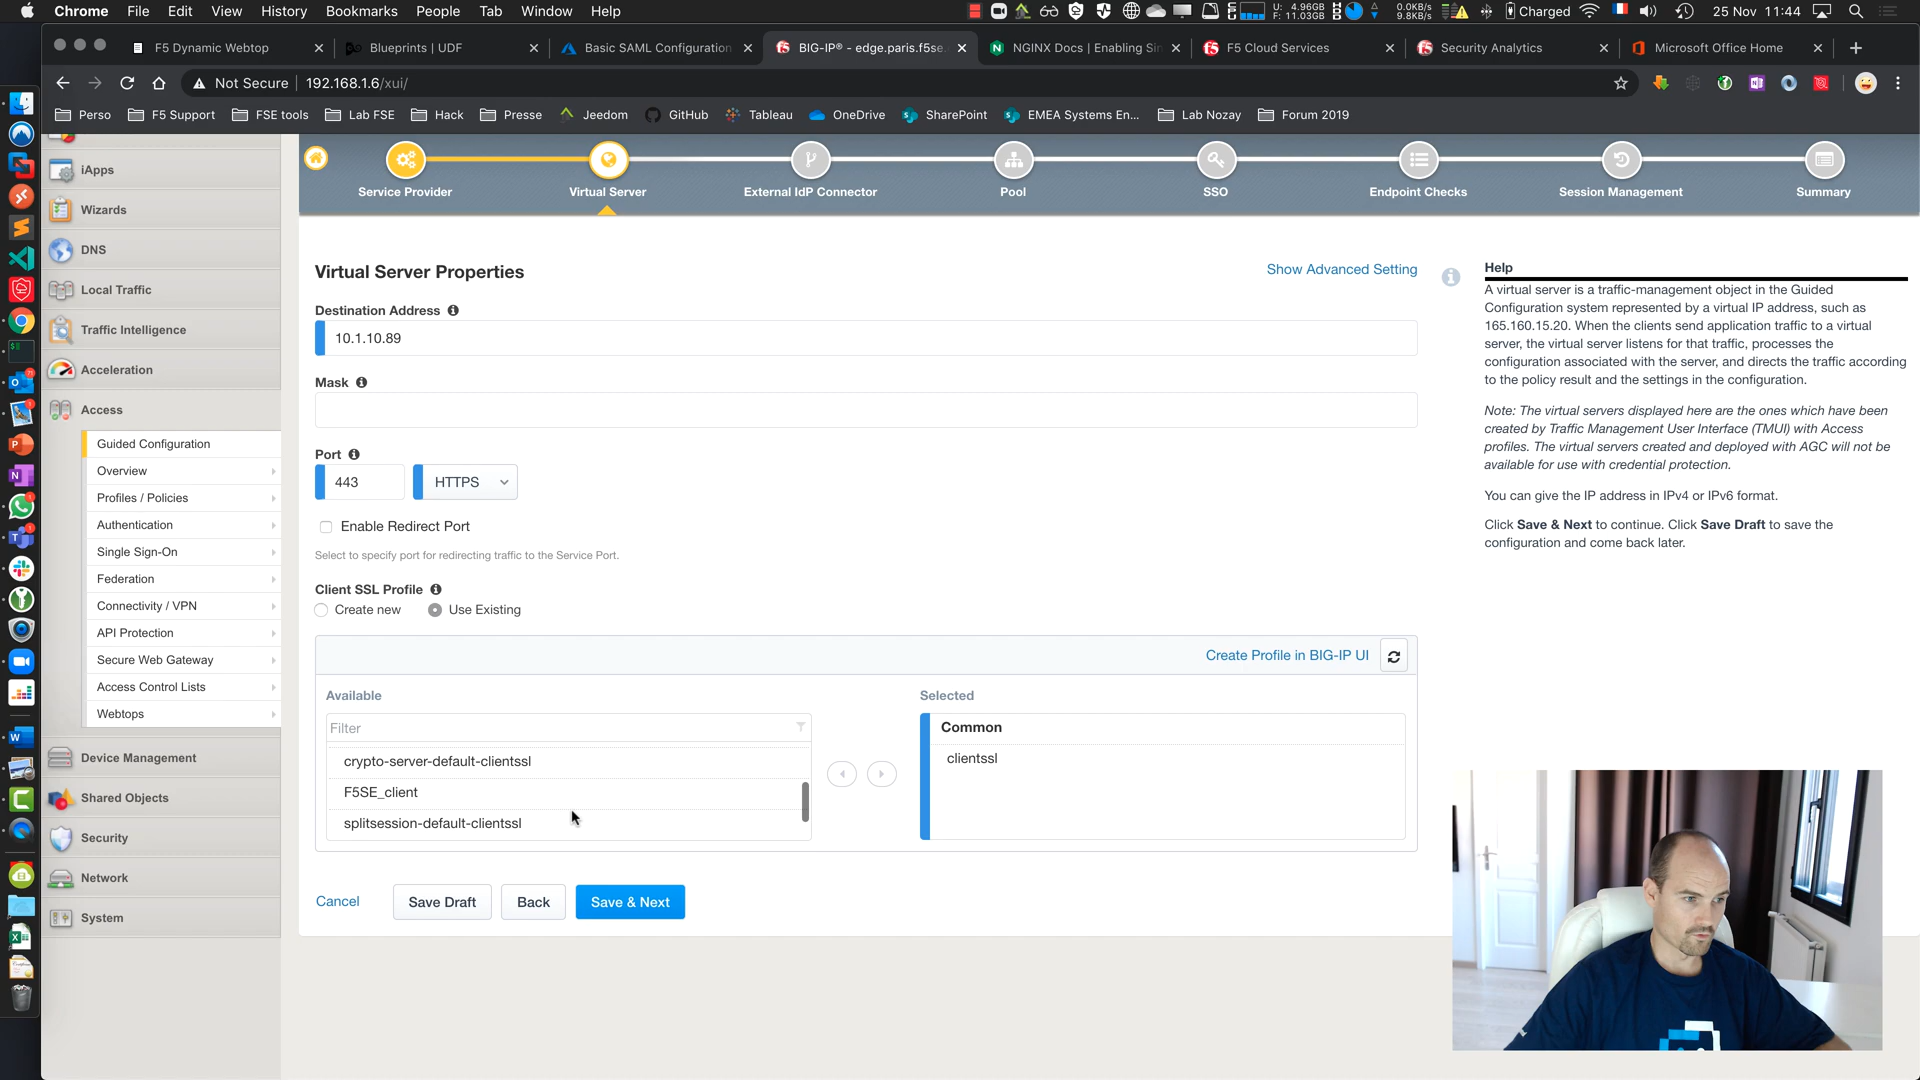 Chrome File Edit View History Bookmarks People Tab Window Help
U: 4.96GB F: 11.03GB 0.0KB/s 9.8KB/s Charged 25 Nov 11:44
F5 Dynamic Webtop Blueprints | UDF Basic SAML Configuration BIG-IP® - edge.paris.f5se. NGINX Docs | Enabling Sin F5 Cloud Services Security Analytics Microsoft Office Home
Not Secure 192.168.1.6/xui/
Perso F5 Support FSE tools Lab FSE Hack Presse Jeedom GitHub Tableau OneDrive SharePoint EMEA Systems En... Lab Nozay Forum 2019
iApps
Wizards
DNS
Local Traffic
Traffic Intelligence
Acceleration
Access
Guided Configuration
Overview
Profiles / Policies
Authentication
Single Sign-On
Federation
Connectivity / VPN
API Protection
Secure Web Gateway
Access Control Lists
Webtops
Device Management
Shared Objects
Security
Network
System
Service Provider Virtual Server External IdP Connector Pool SSO Endpoint Checks Session Management Summary
Virtual Server Properties
Show Advanced Setting
Destination Address
10.1.10.89
Mask
Port
443 HTTPS
Enable Redirect Port
Select to specify port for redirecting traffic to the Service Port.
Client SSL Profile
Create new Use Existing
Create Profile in BIG-IP UI
Available Selected
Filter
crypto-server-default-clientssl
F5SE_client
splitsession-default-clientssl
Common
clientssl
Cancel Save Draft Back Save & Next
Help
A virtual server is a traffic-management object in the Guided
Configuration system represented by a virtual IP address, such as
165.160.15.20. When the clients send application traffic to a virtual
server, the virtual server listens for that traffic, processes the
configuration associated with the server, and directs the traffic according
to the policy result and the settings in the configuration.
Note: The virtual servers displayed here are the ones which have been
created by Traffic Management User Interface (TMUI) with Access
profiles. The virtual servers created and deployed with AGC will not be
available for use with credential protection.
You can give the IP address in IPv4 or IPv6 format.
Click Save & Next to continue. Click Save Draft to save the
configuration and come back later.